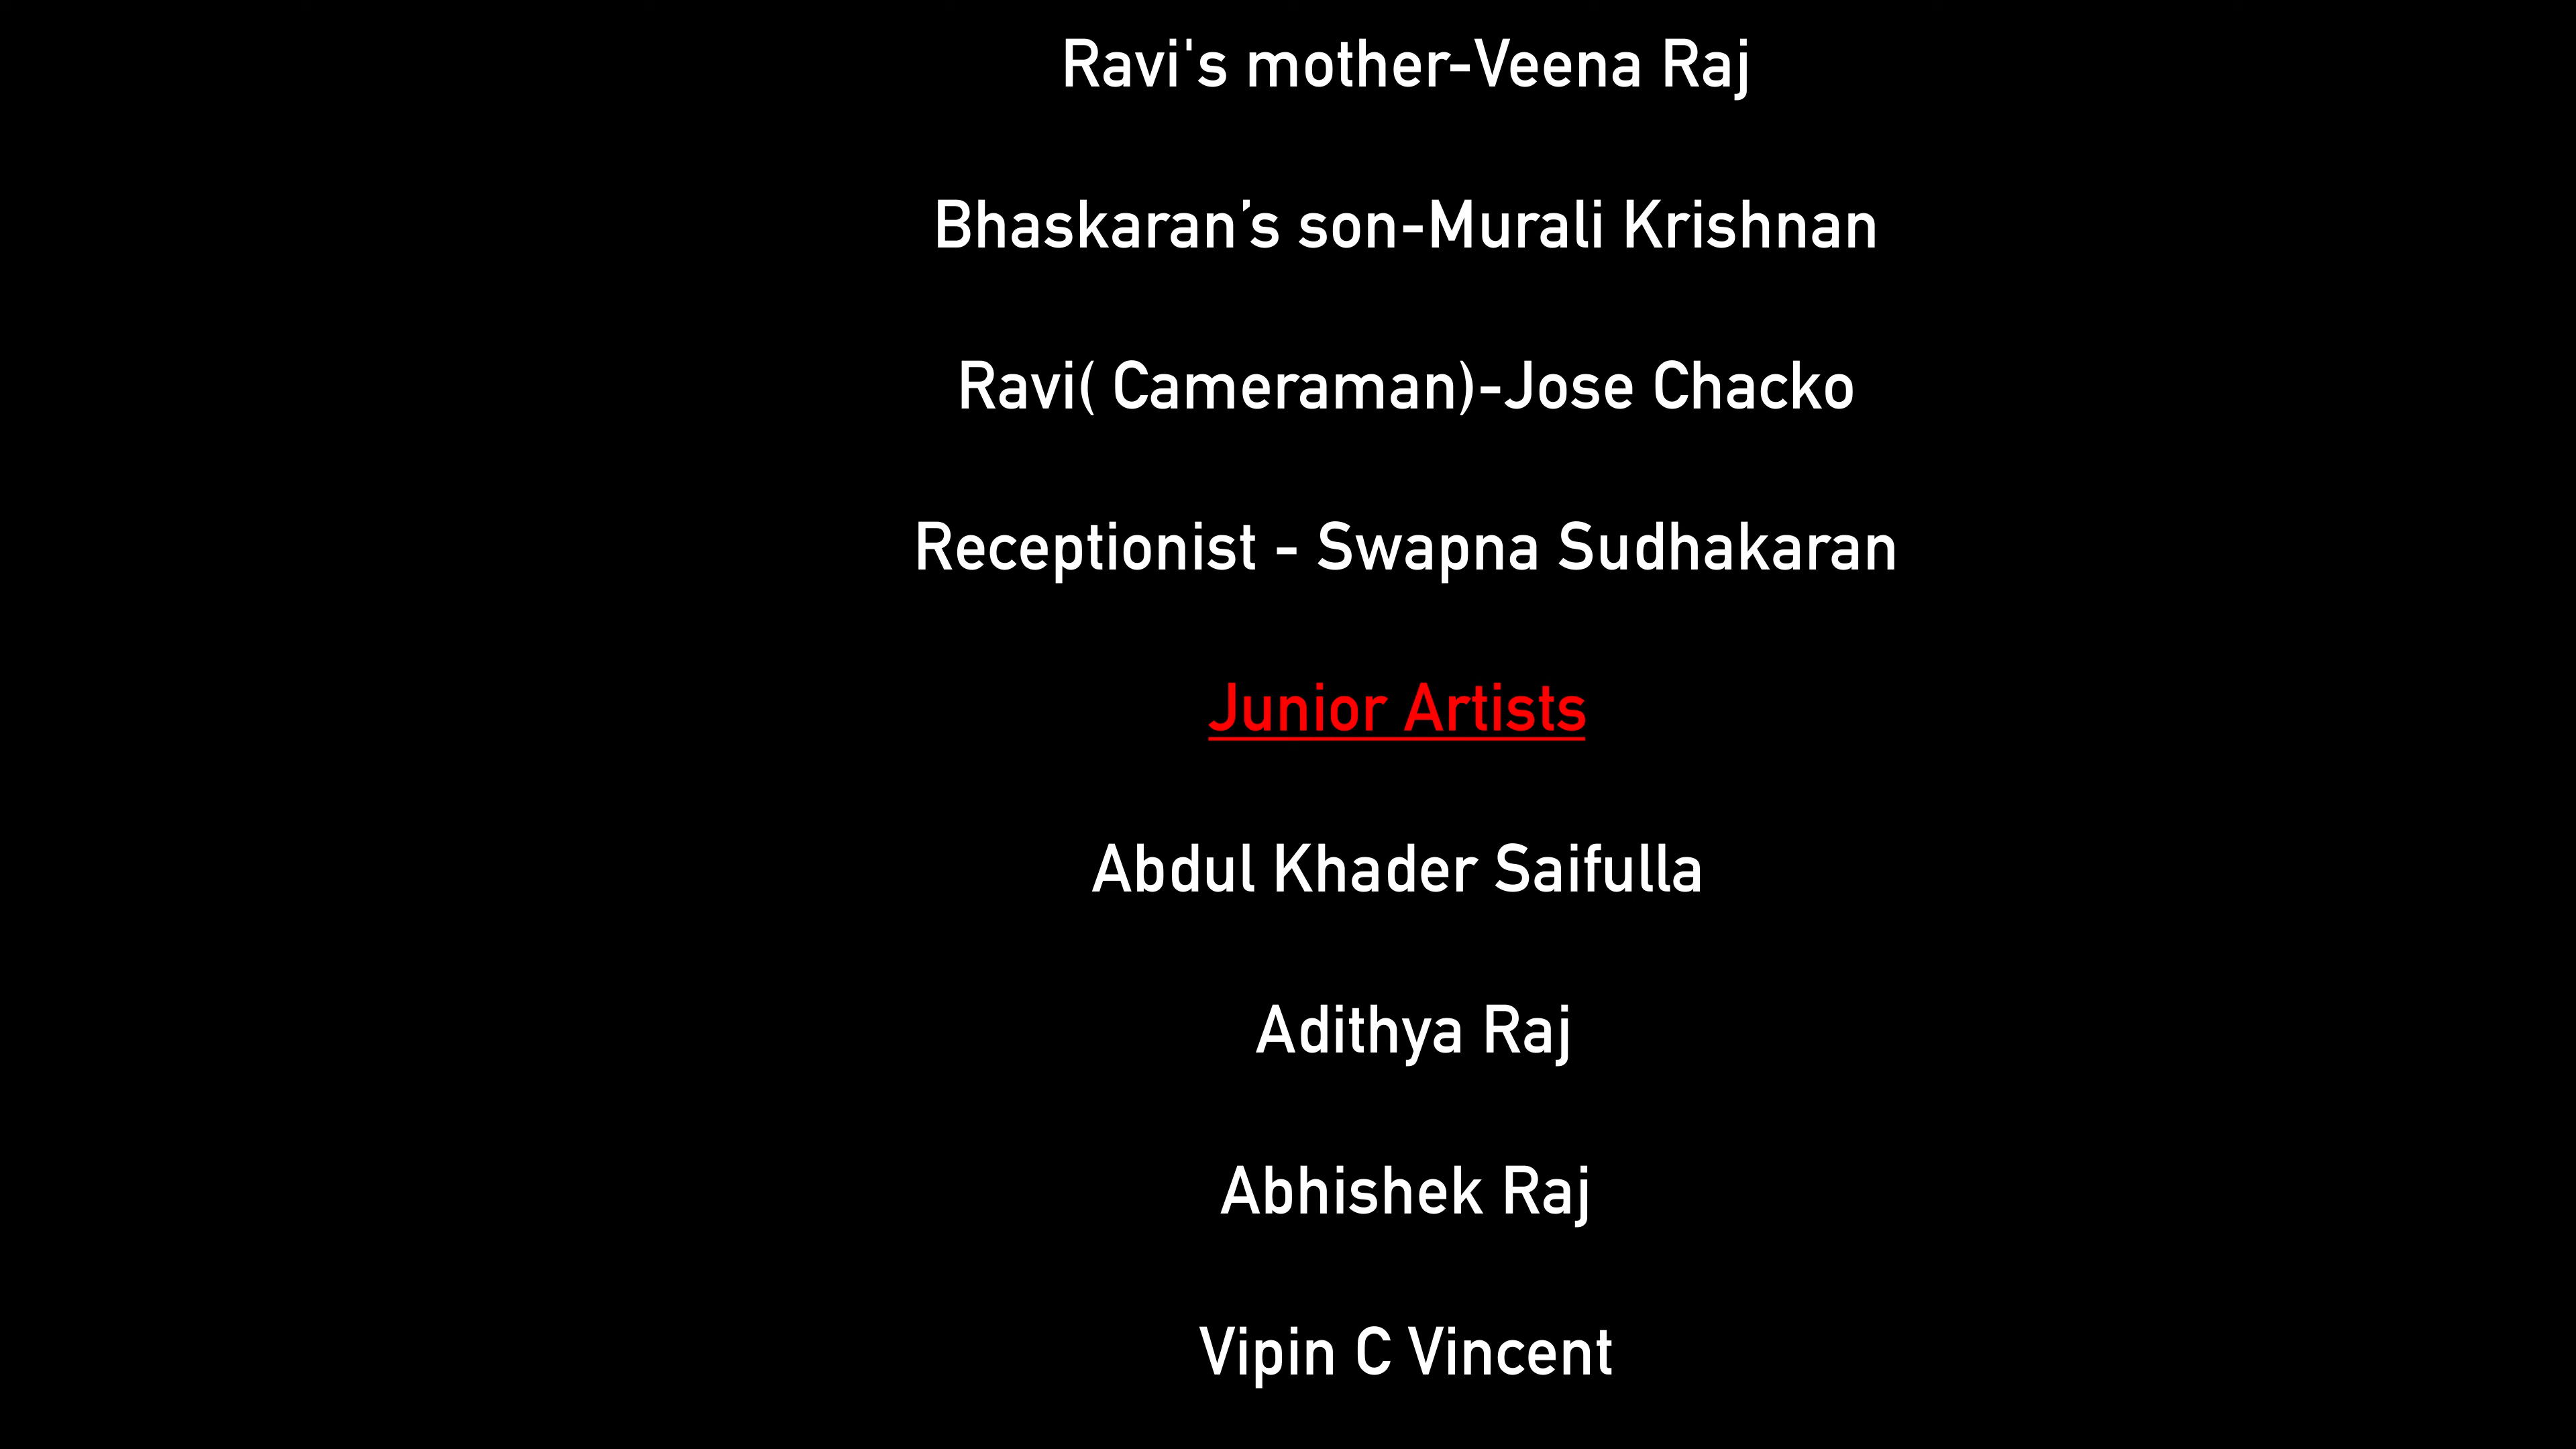 Ravi's mother-Veena Raj
Bhaskaran’s son-Murali Krishnan
Ravi( Cameraman)-Jose Chacko
Receptionist - Swapna Sudhakaran
Junior Artists
Abdul Khader Saifulla
Adithya Raj
Abhishek Raj
Vipin C Vincent